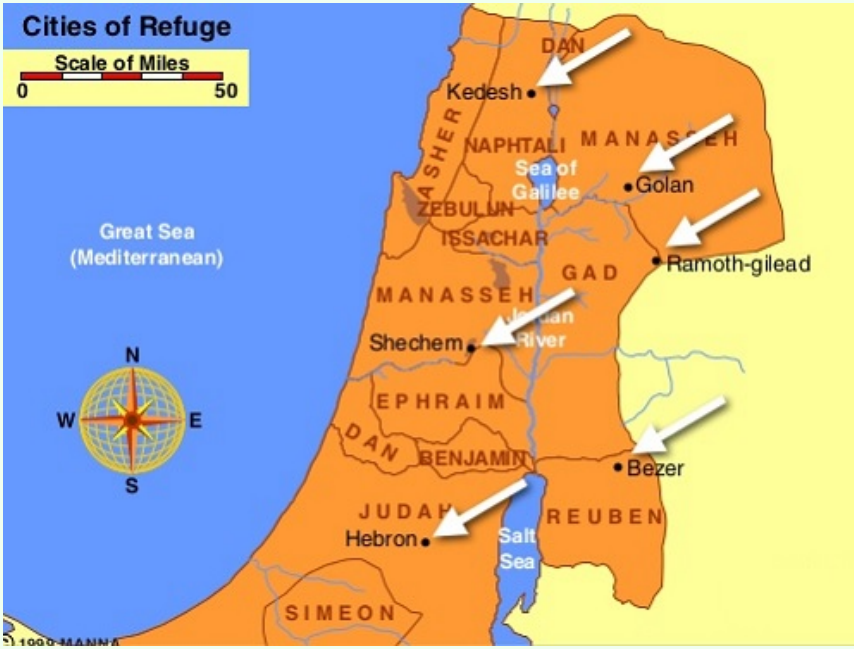 Cities of Refuge
Scale of Miles
0 50
DAN
Kedesh
ASHER
NAPHTALI
MANASSEH
Sea of
Galilee
Golan
ZEBULUN
ISSACHAR
Great Sea
(Mediterranean)
GAD
Ramoth-gilead
MANASSEH
Jordan
River
Shechem
N
W E
S
EPHRAIM
DAN
BENJAMIN
Bezer
JUDAH
REUBEN
Hebron
Salt
Sea
SIMEON
© 1999 MANNA